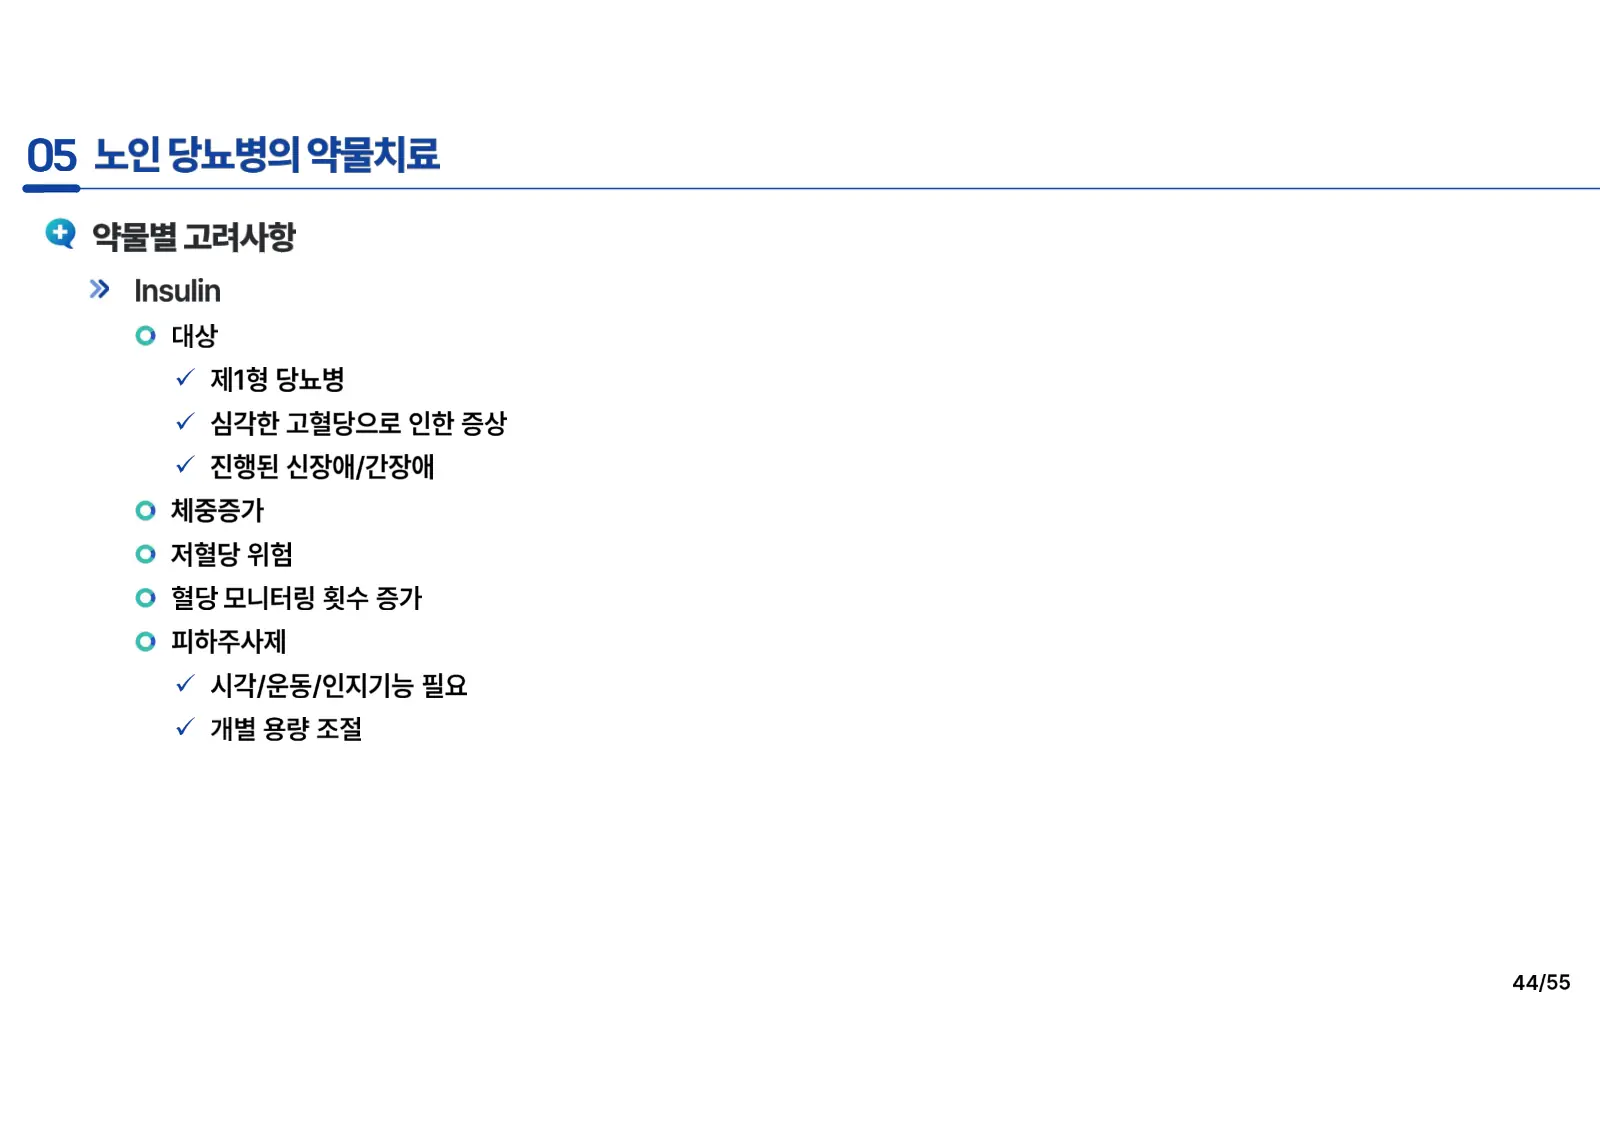 05 노인 당뇨병의 약물치료
약물별 고려사항
Insulin
대상
제1형 당뇨병
심각한 고혈당으로 인한 증상
진행된 신장애/간장애
체중증가
저혈당 위험
혈당 모니터링 횟수 증가
피하주사제
시각/운동/인지기능 필요
개별 용량 조절
44/55